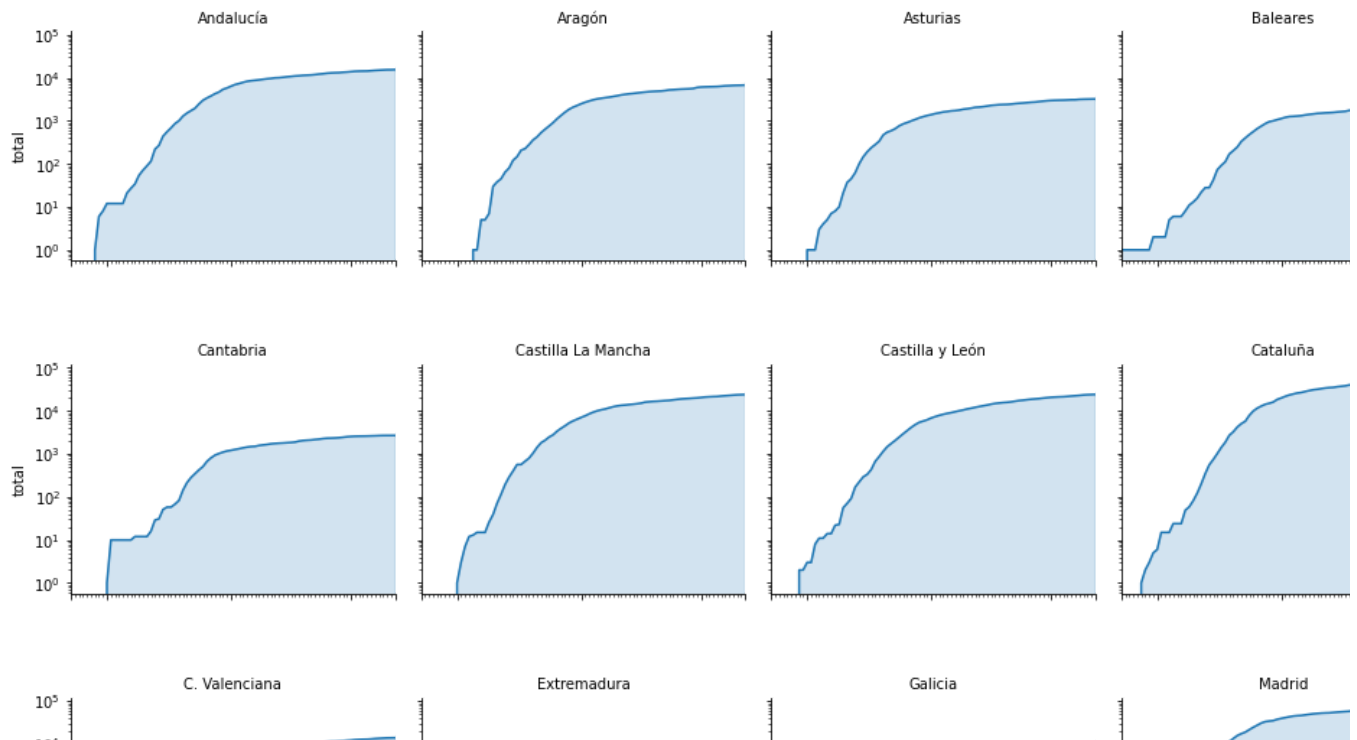 Andalucía
Aragón
Asturias
Baleares
total
10⁵
10⁴
10³
10²
10¹
10⁰
Cantabria
Castilla La Mancha
Castilla y León
Cataluña
total
10⁵
10⁴
10³
10²
10¹
10⁰
C. Valenciana
Extremadura
Galicia
Madrid
10⁵